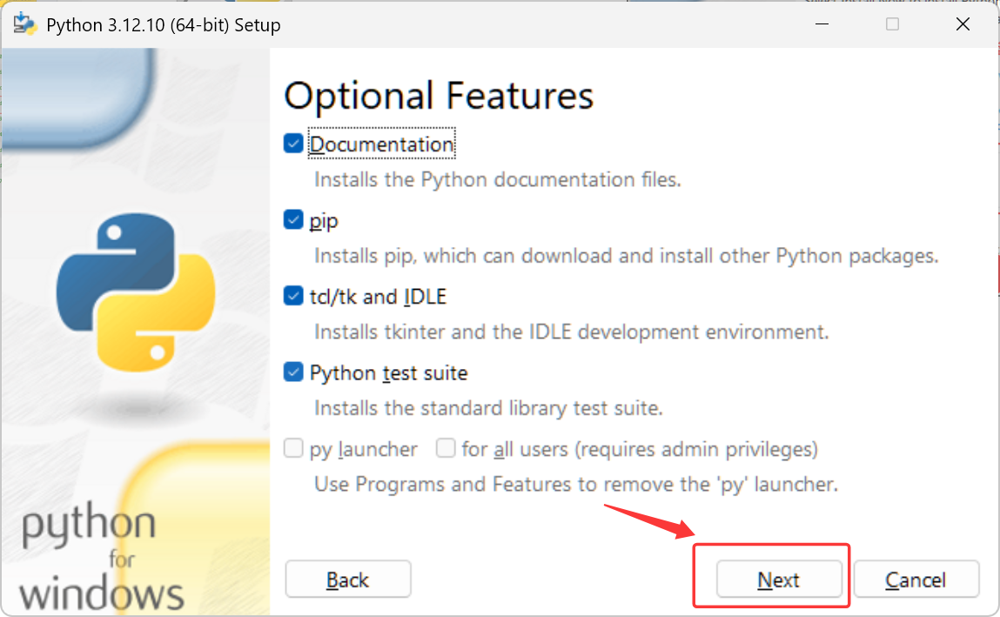 Python 3.12.10 (64-bit) Setup
Optional Features
Documentation
Installs the Python documentation files.
pip
Installs pip, which can download and install other Python packages.
tcl/tk and IDLE
Installs tkinter and the IDLE development environment.
Python test suite
Installs the standard library test suite.
py launcher for all users (requires admin privileges)
Use Programs and Features to remove the 'py' launcher.
python
for
windows
Back Next Cancel